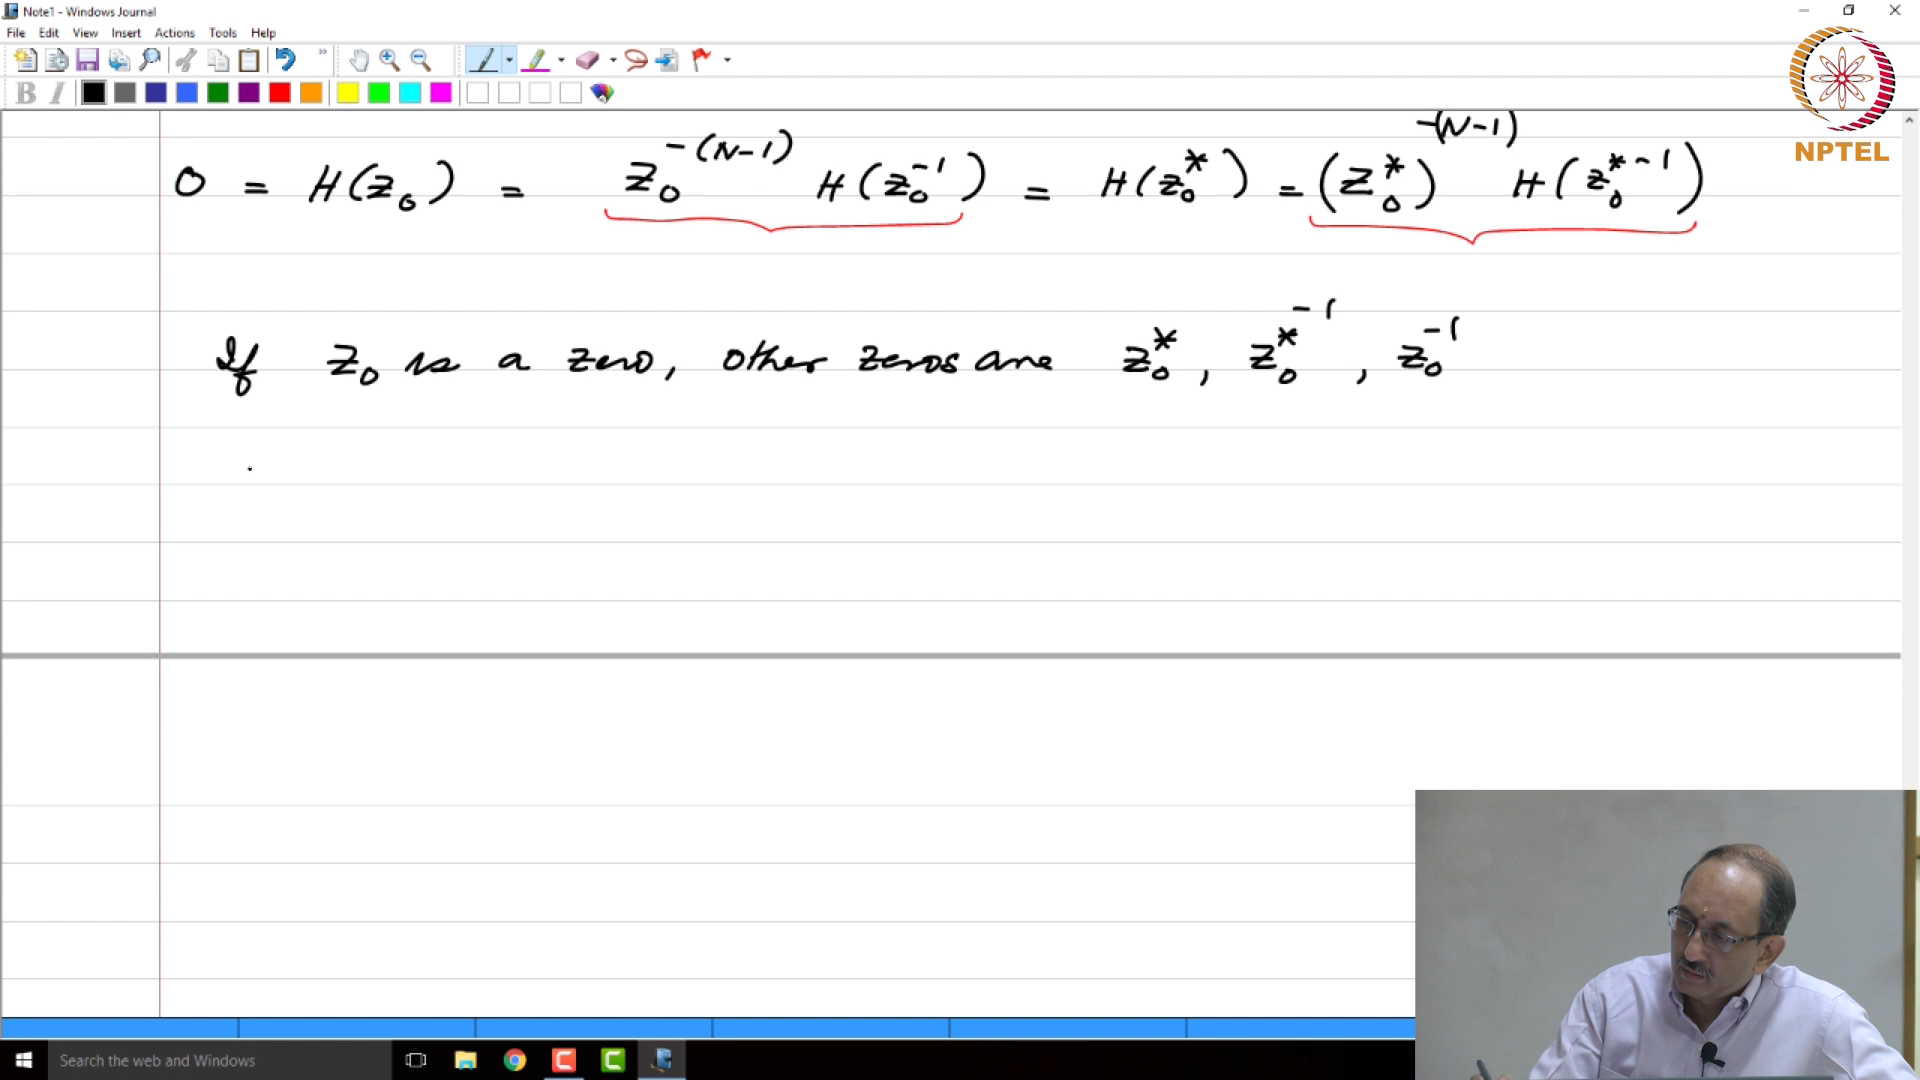 Note1 - Windows Journal
File Edit View Insert Actions Tools Help
B I
NPTEL
0 = H(z₀) = z₀^-(N-1) H(z₀^-1) = H(z₀^*) = (z₀^*)^-(N-1) H(z₀^*-1)
If z₀ is a zero, other zeros are z₀^*, z₀^*^-1, z₀^-1
Search the web and Windows